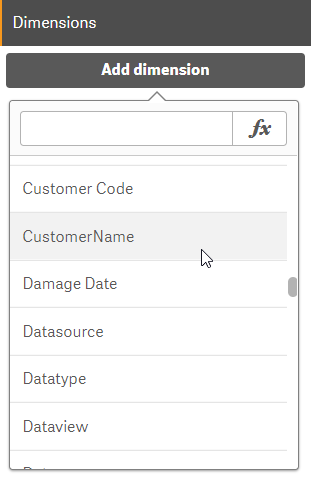 Dimensions
Add dimension
fx
Customer Code
CustomerName
Damage Date
Datasource
Datatype
Dataview